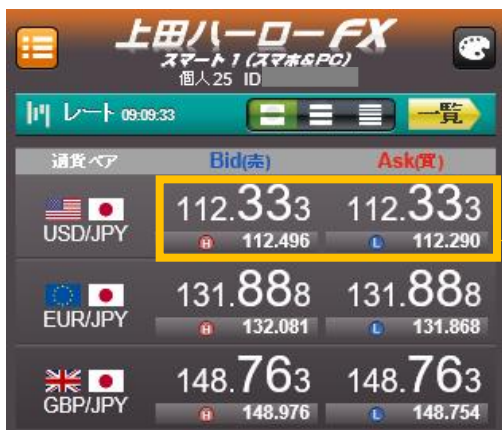 上田ハーローFX
スマート1(スマホ&PC)
個人25 ID
レート 09:09:33 一覧
通貨ペア Bid(売) Ask(買)
USD/JPY 112.333 112.333
H 112.496 L 112.290
EUR/JPY 131.888 131.888
H 132.081 L 131.868
GBP/JPY 148.763 148.763
H 148.976 L 148.754